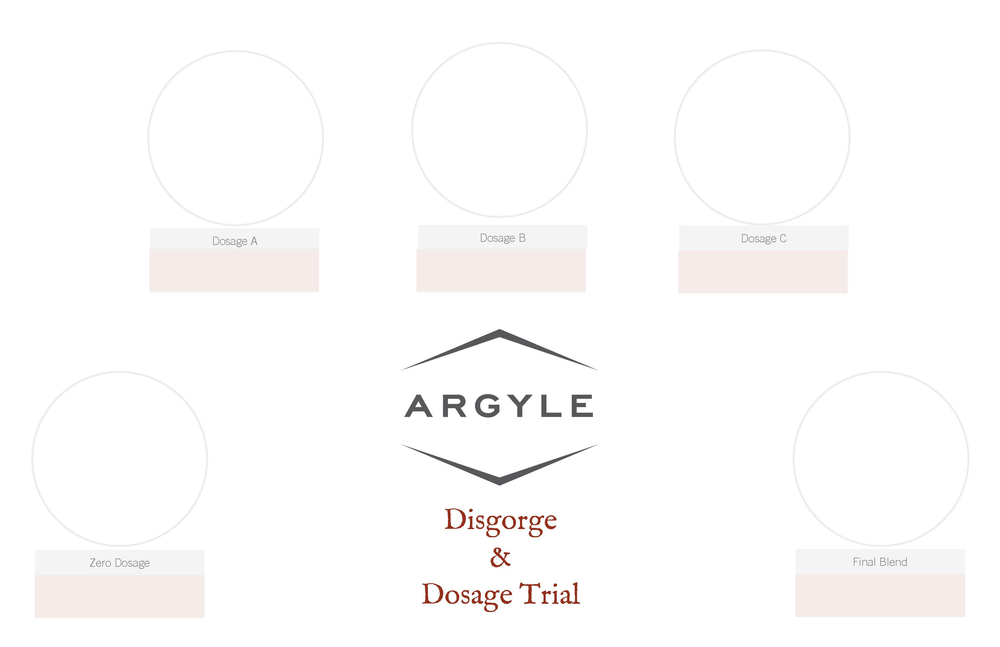 Dosage A
Dosage B
Dosage C
ARGYLE
Zero Dosage
Final Blend
Disgorge
&
Dosage Trial